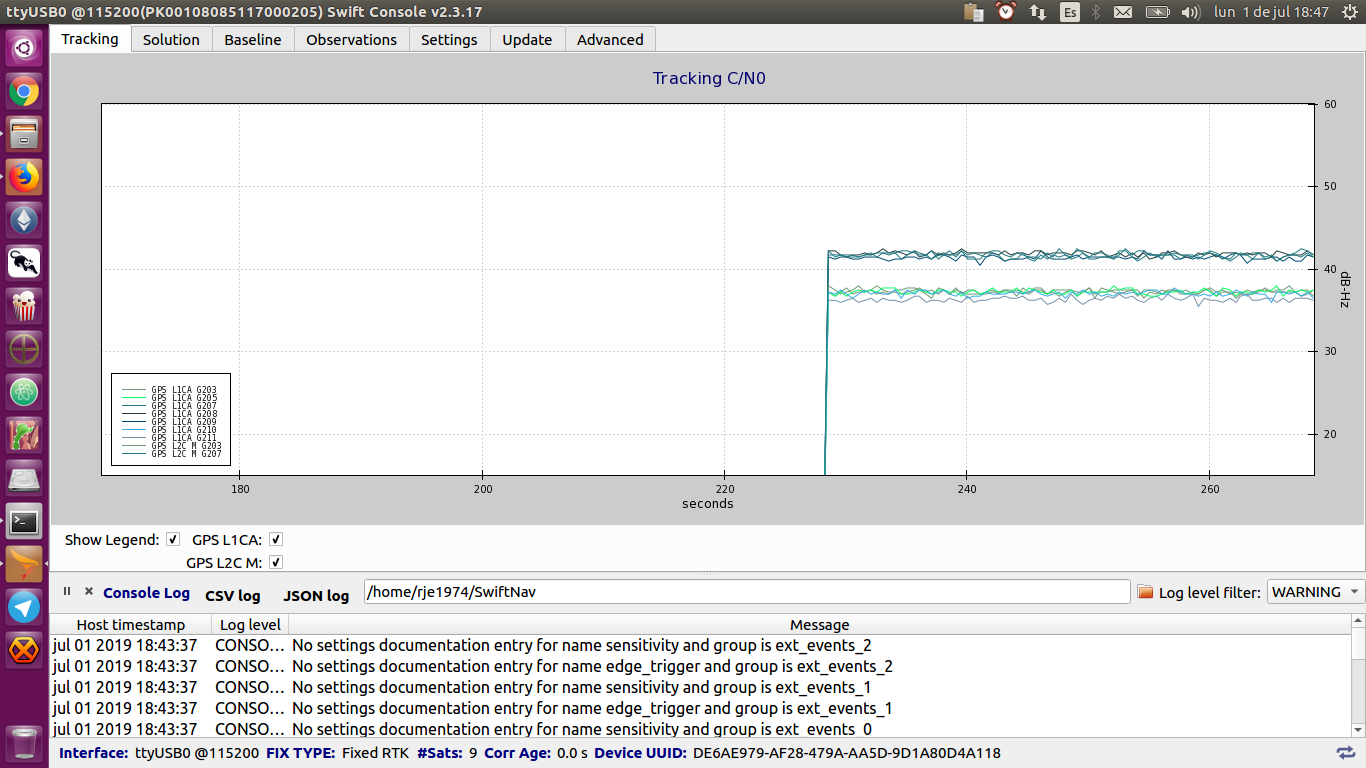 ttyUSB0 @115200(PK00108085117000205) Swift Console v2.3.17
Es
lun 1 de jul 18:47
Tracking Solution Baseline Observations Settings Update Advanced
Tracking C/N0
60
50
40
30
20
dB-Hz
GPS L1CA G203
GPS L1CA G205
GPS L1CA G207
GPS L1CA G208
GPS L1CA G209
GPS L1CA G210
GPS L1CA G211
GPS L2C M G203
GPS L2C M G207
180 200 220 240 260
seconds
Show Legend: GPS L1CA:
GPS L2C M:
Console Log CSV log JSON log /home/rje1974/SwiftNav Log level filter: WARNING
Host timestamp Log level Message
jul 01 2019 18:43:37 CONSO... No settings documentation entry for name sensitivity and group is ext_events_2
jul 01 2019 18:43:37 CONSO... No settings documentation entry for name edge_trigger and group is ext_events_2
jul 01 2019 18:43:37 CONSO... No settings documentation entry for name sensitivity and group is ext_events_1
jul 01 2019 18:43:37 CONSO... No settings documentation entry for name edge_trigger and group is ext_events_1
jul 01 2019 18:43:37 CONSO... No settings documentation entry for name sensitivity and group is ext_events_0
Interface: ttyUSB0 @115200 FIX TYPE: Fixed RTK #Sats: 9 Corr Age: 0.0 s Device UUID: DE6AE979-AF28-479A-AA5D-9D1A80D4A118